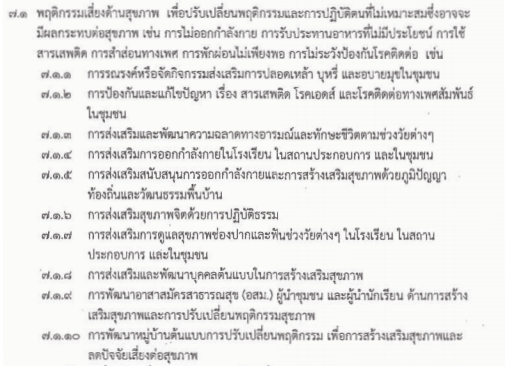 ๗.๑ พฤติกรรมเสี่ยงด้านสุขภาพ เพื่อปรับเปลี่ยนพฤติกรรมและการปฏิบัติตนที่ไม่เหมาะสมซึ่งอาจจะ
มีผลกระทบต่อสุขภาพ เช่น การไม่ออกกำลังกาย การรับประทานอาหารที่ไม่มีประโยชน์ การใช้
สารเสพติด การสำส่อนทางเพศ การพักผ่อนไม่เพียงพอ การไม่ระวังป้องกันโรคติดต่อ เช่น
๗.๑.๑ การรณรงค์หรือจัดกิจกรรมส่งเสริมการปลอดเหล้า บุหรี่ และอบายมุขในชุมชน
๗.๑.๒ การป้องกันและแก้ไขปัญหา เรื่อง สารเสพติด โรคเอดส์ และโรคติดต่อทางเพศสัมพันธ์
ในชุมชน
๗.๑.๓ การส่งเสริมและพัฒนาความฉลาดทางอารมณ์และทักษะชีวิตตามช่วงวัยต่างๆ
๗.๑.๔ การส่งเสริมการออกกำลังกายในโรงเรียน ในสถานประกอบการ และในชุมชน
๗.๑.๕ การส่งเสริมสนับสนุนการออกกำลังกายและการสร้างเสริมสุขภาพด้วยภูมิปัญญา
ท้องถิ่นและวัฒนธรรมพื้นบ้าน
๗.๑.๖ การส่งเสริมสุขภาพจิตด้วยการปฏิบัติธรรม
๗.๑.๗ การส่งเสริมการดูแลสุขภาพช่องปากและฟันช่วงวัยต่างๆ ในโรงเรียน ในสถาน
ประกอบการ และในชุมชน
๗.๑.๘ การส่งเสริมและพัฒนาบุคคลต้นแบบในการสร้างเสริมสุขภาพ
๗.๑.๙ การพัฒนาอาสาสมัครสาธารณสุข (อสม.) ผู้นำชุมชน และผู้นำนักเรียน ด้านการสร้าง
เสริมสุขภาพและการปรับเปลี่ยนพฤติกรรมสุขภาพ
๗.๑.๑๐ การพัฒนาหมู่บ้านต้นแบบการปรับเปลี่ยนพฤติกรรม เพื่อการสร้างเสริมสุขภาพและ
ลดปัจจัยเสี่ยงต่อสุขภาพ